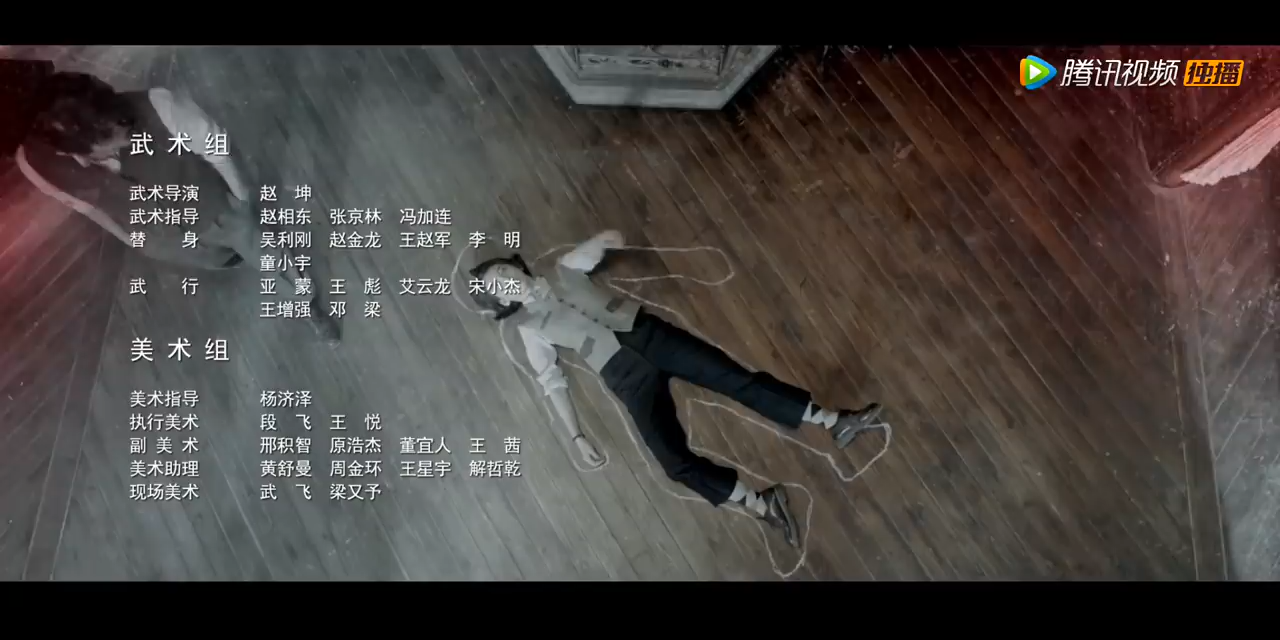 腾讯视频 独播
武术组
武术导演 赵坤
武术指导 赵相东 张京林 冯加连
替身 吴利刚 赵金龙 王赵军 李明
童小宇
武行 亚蒙 王彪 艾云龙 宋小杰
王增强 邓梁
美术组
美术指导 杨济泽
执行美术 段飞 王悦
副美术 邢积智 原浩杰 董宜人 王茜
美术助理 黄舒曼 周金环 王星宇 解哲乾
现场美术 武飞 梁又予